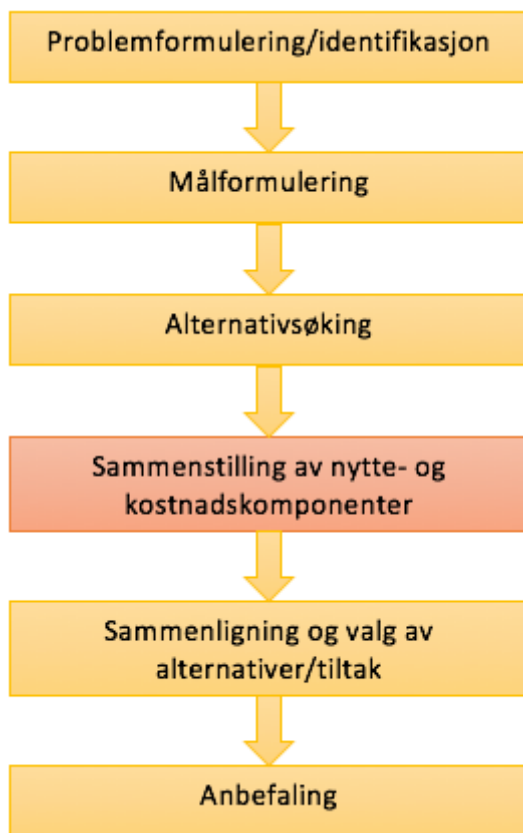 Problemformulering/identifikasjon
Målformulering
Alternativsøking
Sammenstilling av nytte- og
kostnadskomponenter
Sammenligning og valg av
alternativer/tiltak
Anbefaling